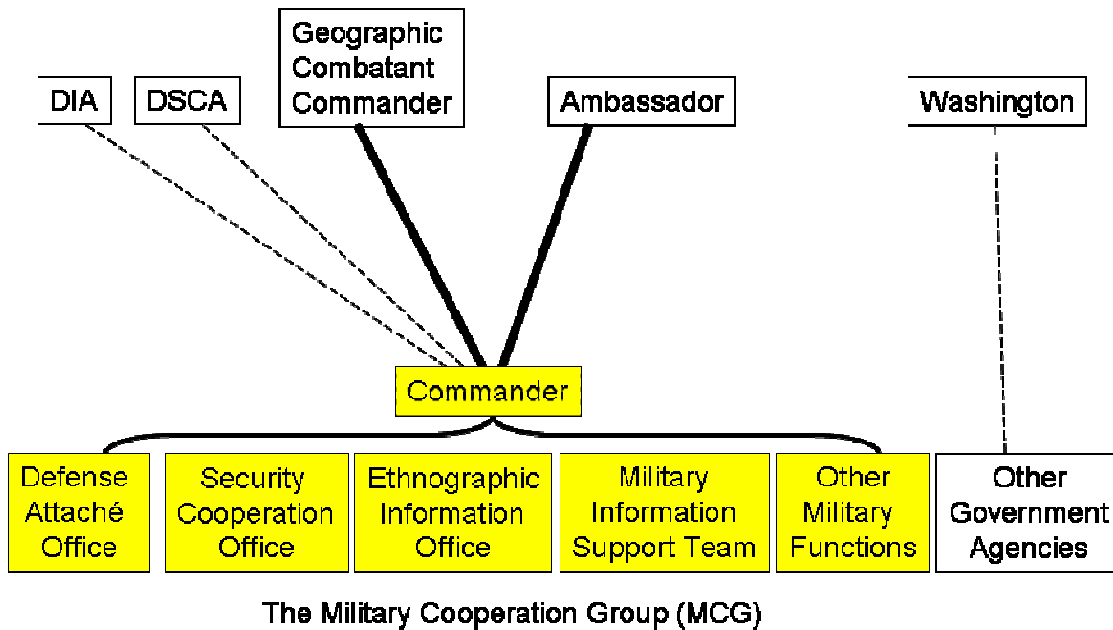 DIA
DSCA
Geographic
Combatant
Commander
Ambassador
Washington
Commander
Defense
Attaché
Office
Security
Cooperation
Office
Ethnographic
Information
Office
Military
Information
Support Team
Other
Military
Functions
Other
Government
Agencies
The Military Cooperation Group (MCG)